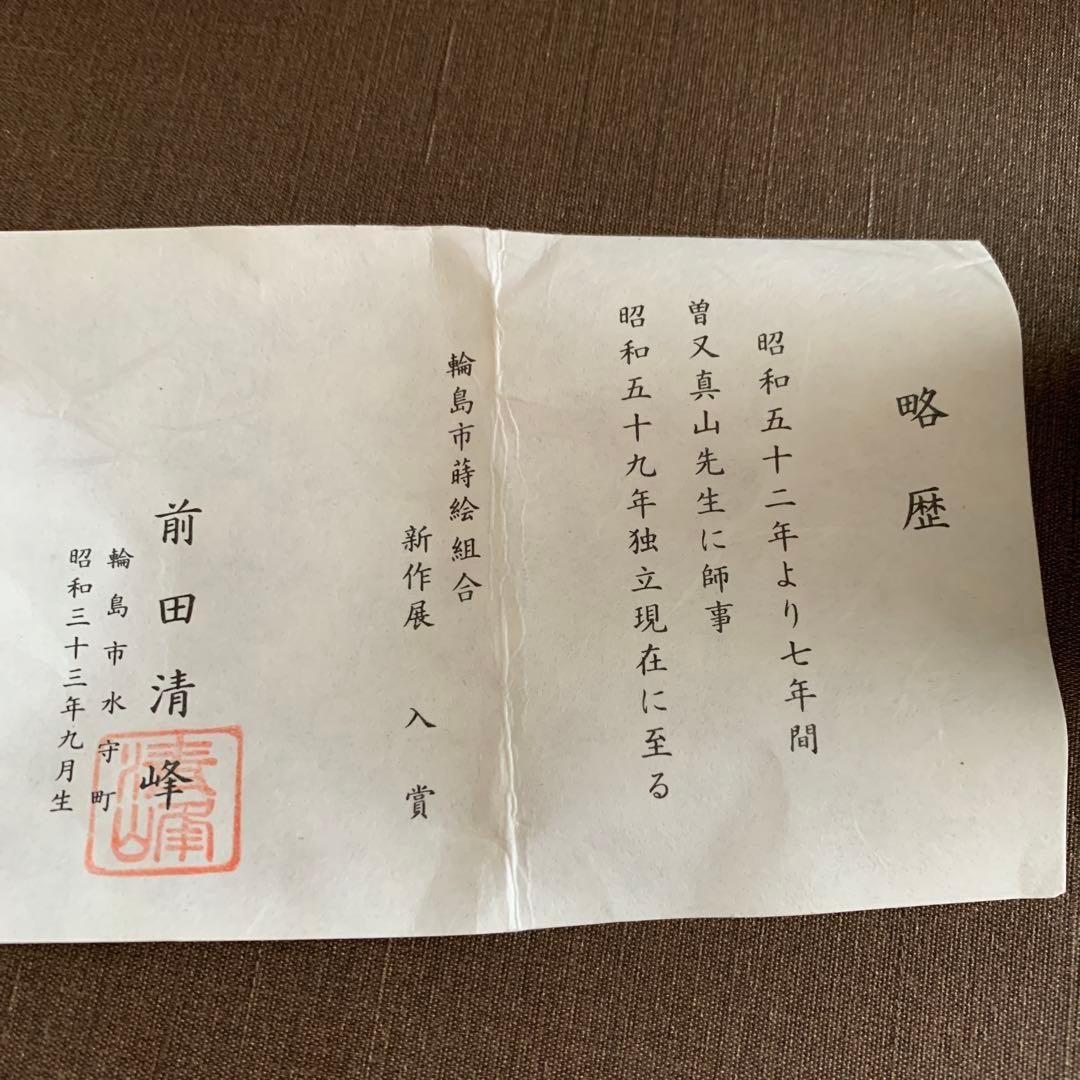 略歴
昭和五十二年より七年間
曽又真山先生に師事
昭和五十九年独立現在に至る
輪島市蒔絵組合
新作展 入賞
前田清峰
輪島市水守町
昭和三十三年九月生
清峰